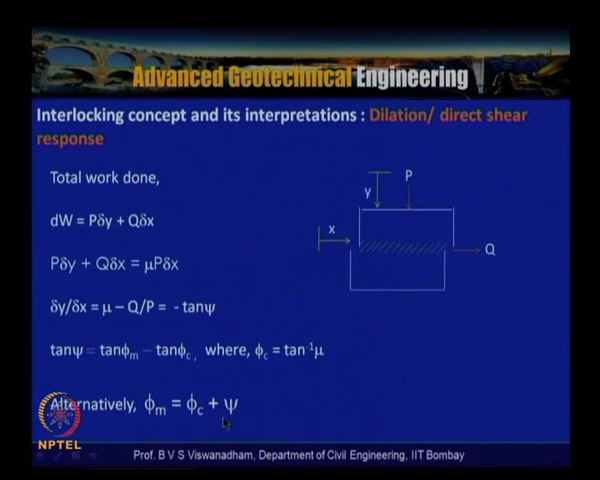 Advanced Geotechnical Engineering
Interlocking concept and its interpretations : Dilation/ direct shear
response
Total work done,
dW = Pδy + Qδx
Pδy + Qδx = μPδx
δy/δx = μ – Q/P = - tanψ
tanψ = tanϕm – tanϕc , where, ϕc = tan-1μ
Alternatively, ϕm = ϕc + ψ
y
P
x
Q
NPTEL
Prof. B V S Viswanadham, Department of Civil Engineering, IIT Bombay